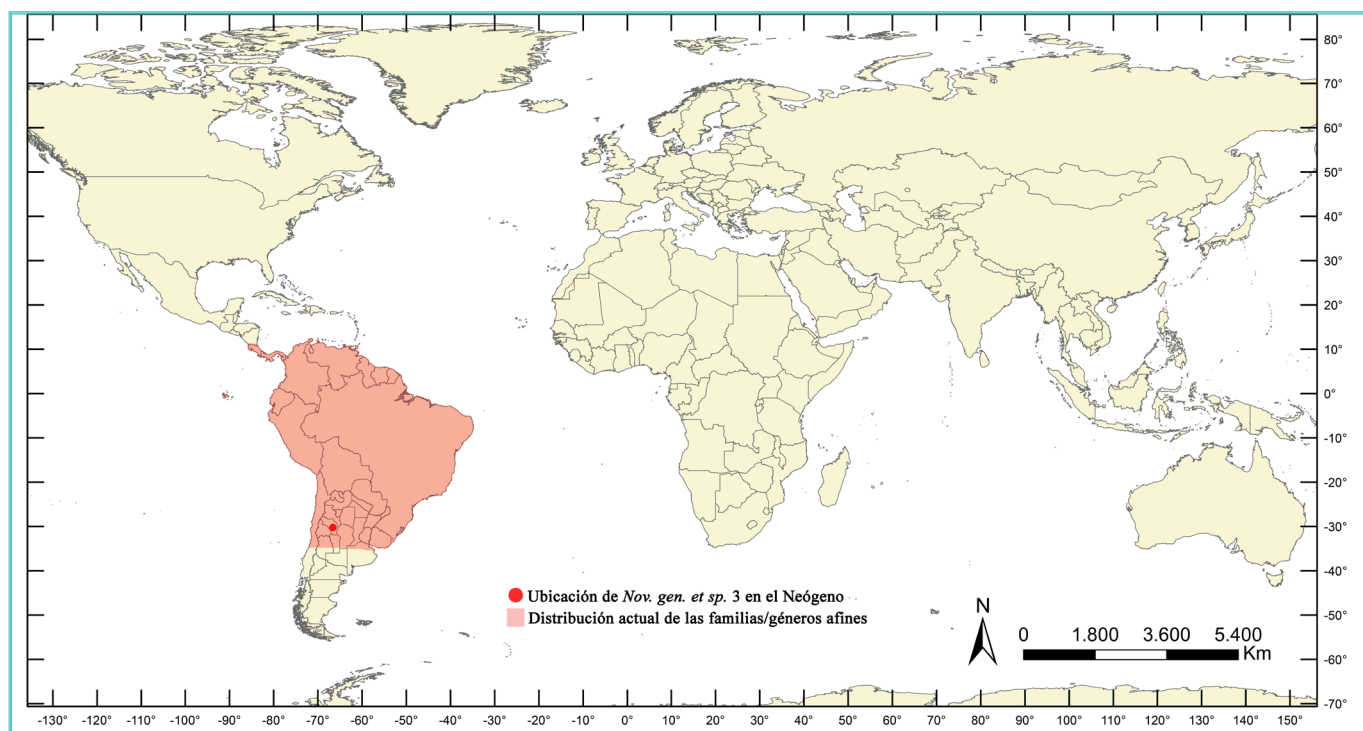 80°
70°
60°
50°
40°
30°
20°
10°
0°
-10°
-20°
-30°
-40°
-50°
-60°
-70°
Ubicación de Nov. gen. et sp. 3 en el Neógeno
Distribución actual de las familias/géneros afines
N
0 1.800 3.600 5.400
Km
-130° -120° -110° -100° -90° -80° -70° -60° -50° -40° -30° -20° -10° 0° 10° 20° 30° 40° 50° 60° 70° 80° 90° 100° 110° 120° 130° 140° 150°